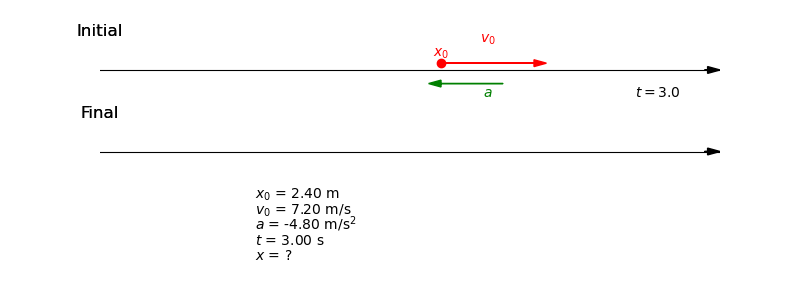 Initial
v₀
x₀
a
t = 3.0
Final
x₀ = 2.40 m
v₀ = 7.20 m/s
a = -4.80 m/s²
t = 3.00 s
x = ?